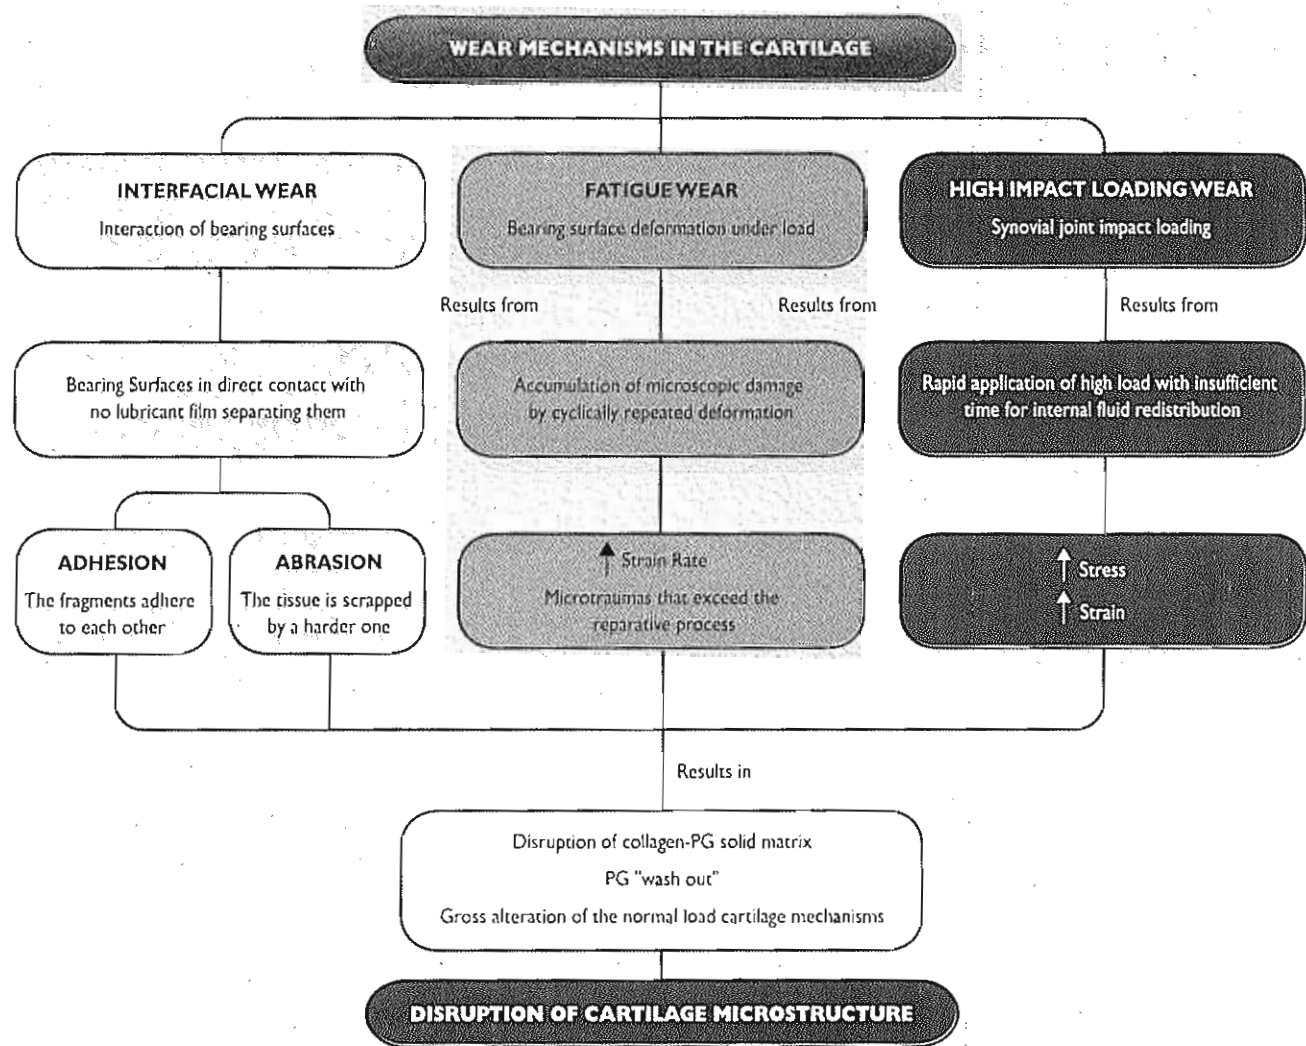 WEAR MECHANISMS IN THE CARTILAGE
INTERFACIAL WEAR
Interaction of bearing surfaces
FATIGUE WEAR
Bearing surface deformation under load
HIGH IMPACT LOADING WEAR
Synovial joint impact loading
Results from
Results from
Results from
Bearing Surfaces in direct contact with
no lubricant film separating them
Accumulation of microscopic damage
by cyclically repeated deformation
Rapid application of high load with insufficient
time for internal fluid redistribution
ADHESION
The fragments adhere
to each other
ABRASION
The tissue is scrapped
by a harder one
↑ Strain Rate
Microtraumas that exceed the
reparative process
↑ Stress
↑ Strain
Results in
Disruption of collagen-PG solid matrix
PG "wash out"
Gross alteration of the normal load cartilage mechanisms
DISRUPTION OF CARTILAGE MICROSTRUCTURE